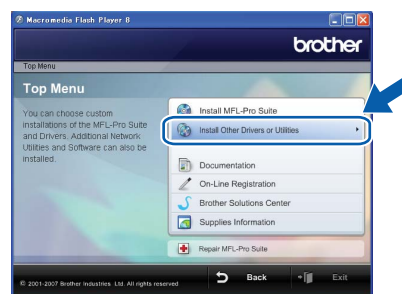 Macromedia Flash Player 8
brother
Top Menu
Top Menu
You can choose custom
installations of the MFL-Pro Suite
and Drivers. Additional Network
Utilities and Software can also be
installed.
Install MFL-Pro Suite
Install Other Drivers or Utilities
Documentation
On-Line Registration
Brother Solutions Center
Supplies Information
Repair MFL-Pro Suite
© 2001-2007 Brother Industries Ltd. All rights reserved
Back
Exit